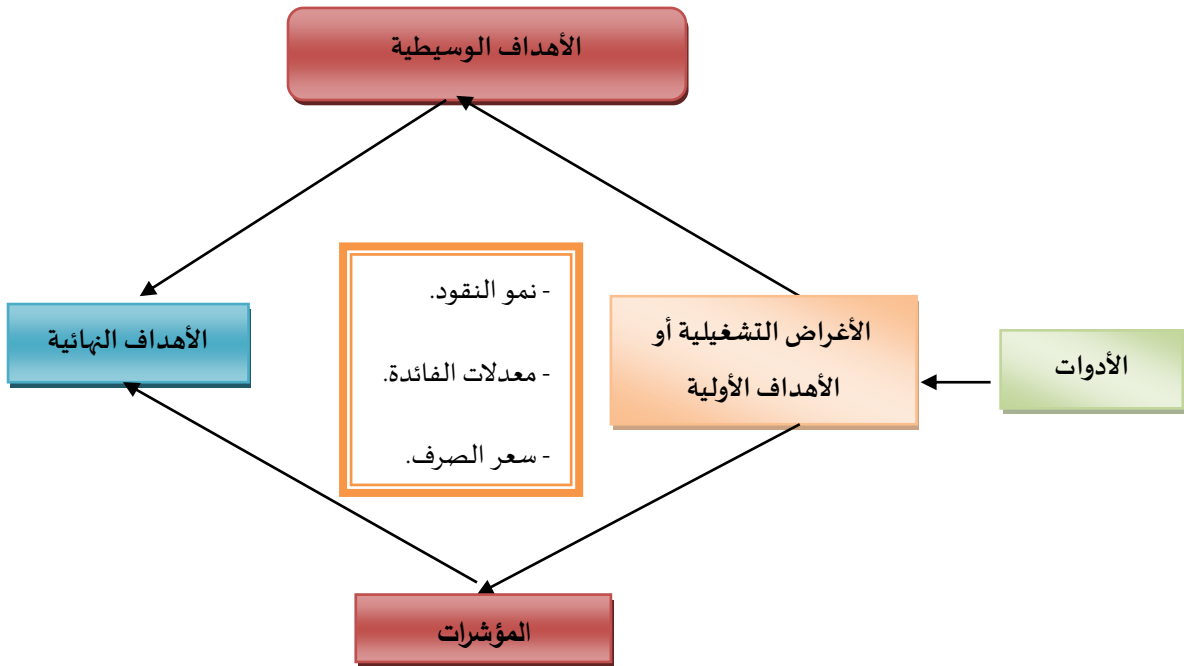 الأهداف الوسيطية
- نمو النقود.
- معدلات الفائدة.
- سعر الصرف.
الأدوات
الأغراض التشغيلية أو
الأهداف الأولية
الأهداف النهائية
المؤشرات